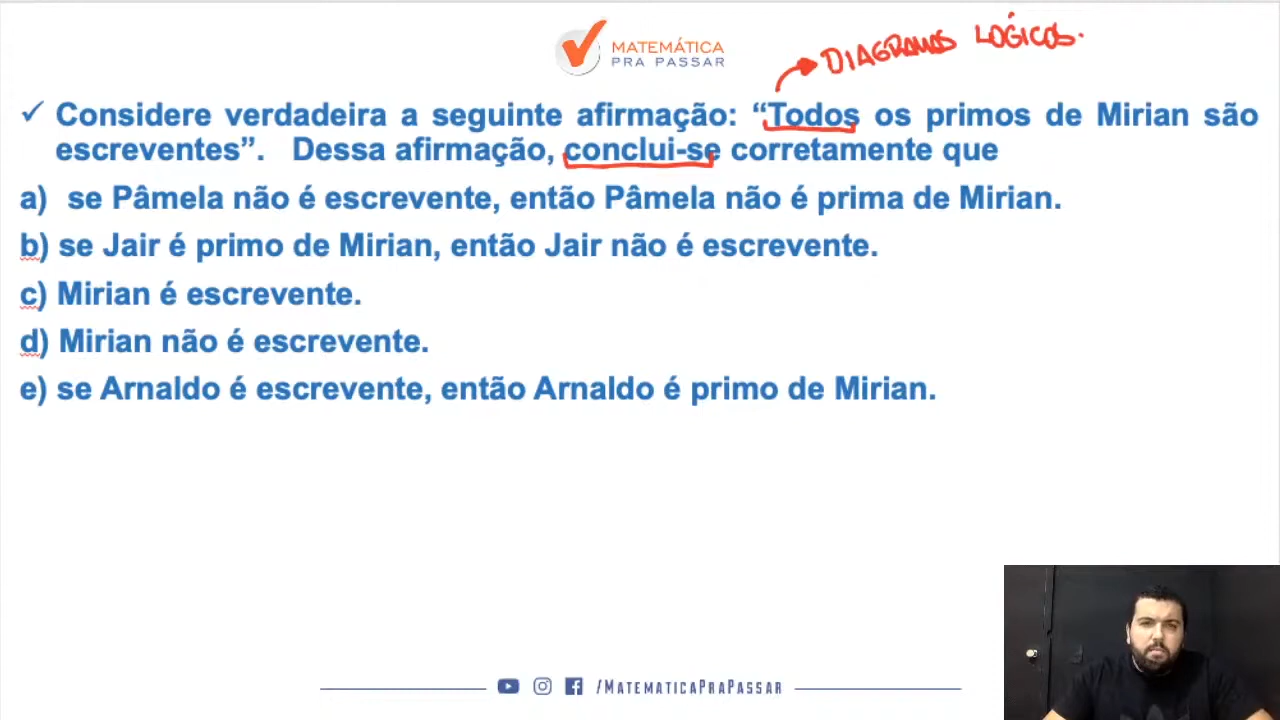 MATEMÁTICA
PRA PASSAR
DIAGRAMAS LÓGICOS.
✓ Considere verdadeira a seguinte afirmação: “Todos os primos de Mirian são
escreventes”. Dessa afirmação, conclui-se corretamente que
a) se Pâmela não é escrevente, então Pâmela não é prima de Mirian.
b) se Jair é primo de Mirian, então Jair não é escrevente.
c) Mirian é escrevente.
d) Mirian não é escrevente.
e) se Arnaldo é escrevente, então Arnaldo é primo de Mirian.
/MATEMATICAPRAPASSAR